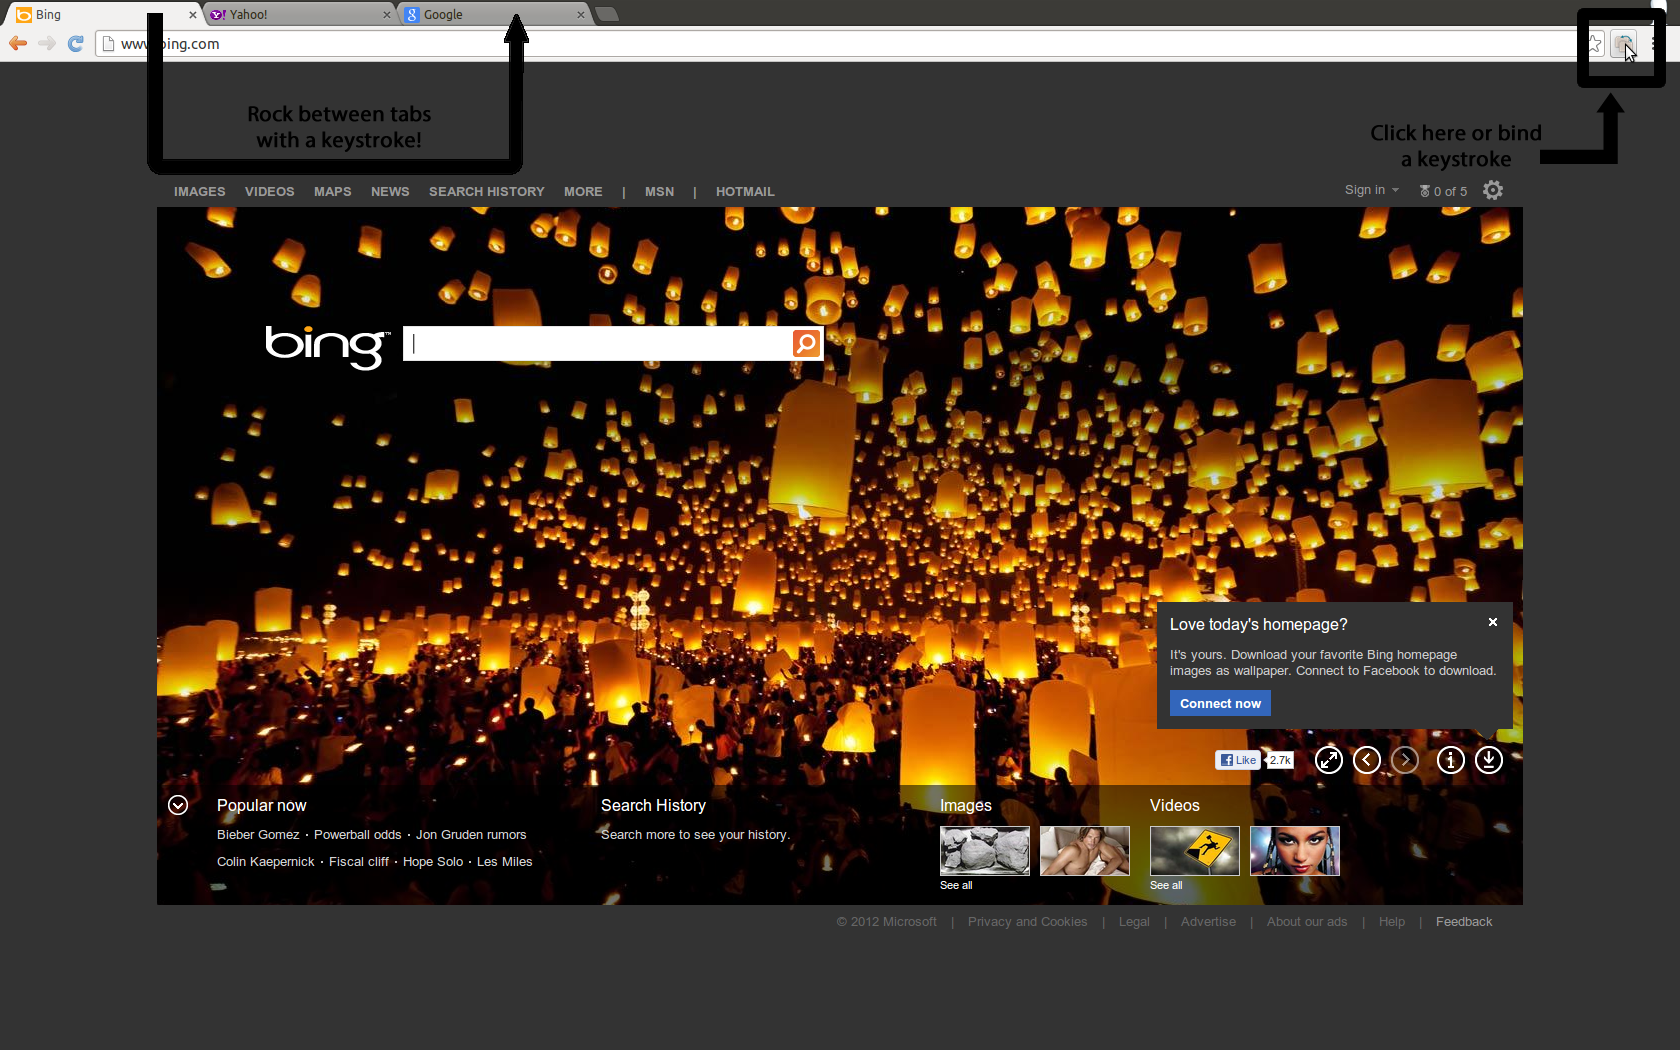 Bing
Yahoo!
Google
www.bing.com
Rock between tabs
with a keystroke!
Click here or bind
a keystroke
IMAGES VIDEOS MAPS NEWS SEARCH HISTORY MORE | MSN | HOTMAIL
Sign in 0 of 5
bing™
Love today's homepage?
It's yours. Download your favorite Bing homepage
images as wallpaper. Connect to Facebook to download.
Connect now
Like 2.7k
Popular now
Bieber Gomez · Powerball odds · Jon Gruden rumors
Colin Kaepernick · Fiscal cliff · Hope Solo · Les Miles
Search History
Search more to see your history.
Images
See all
Videos
See all
© 2012 Microsoft | Privacy and Cookies | Legal | Advertise | About our ads | Help | Feedback